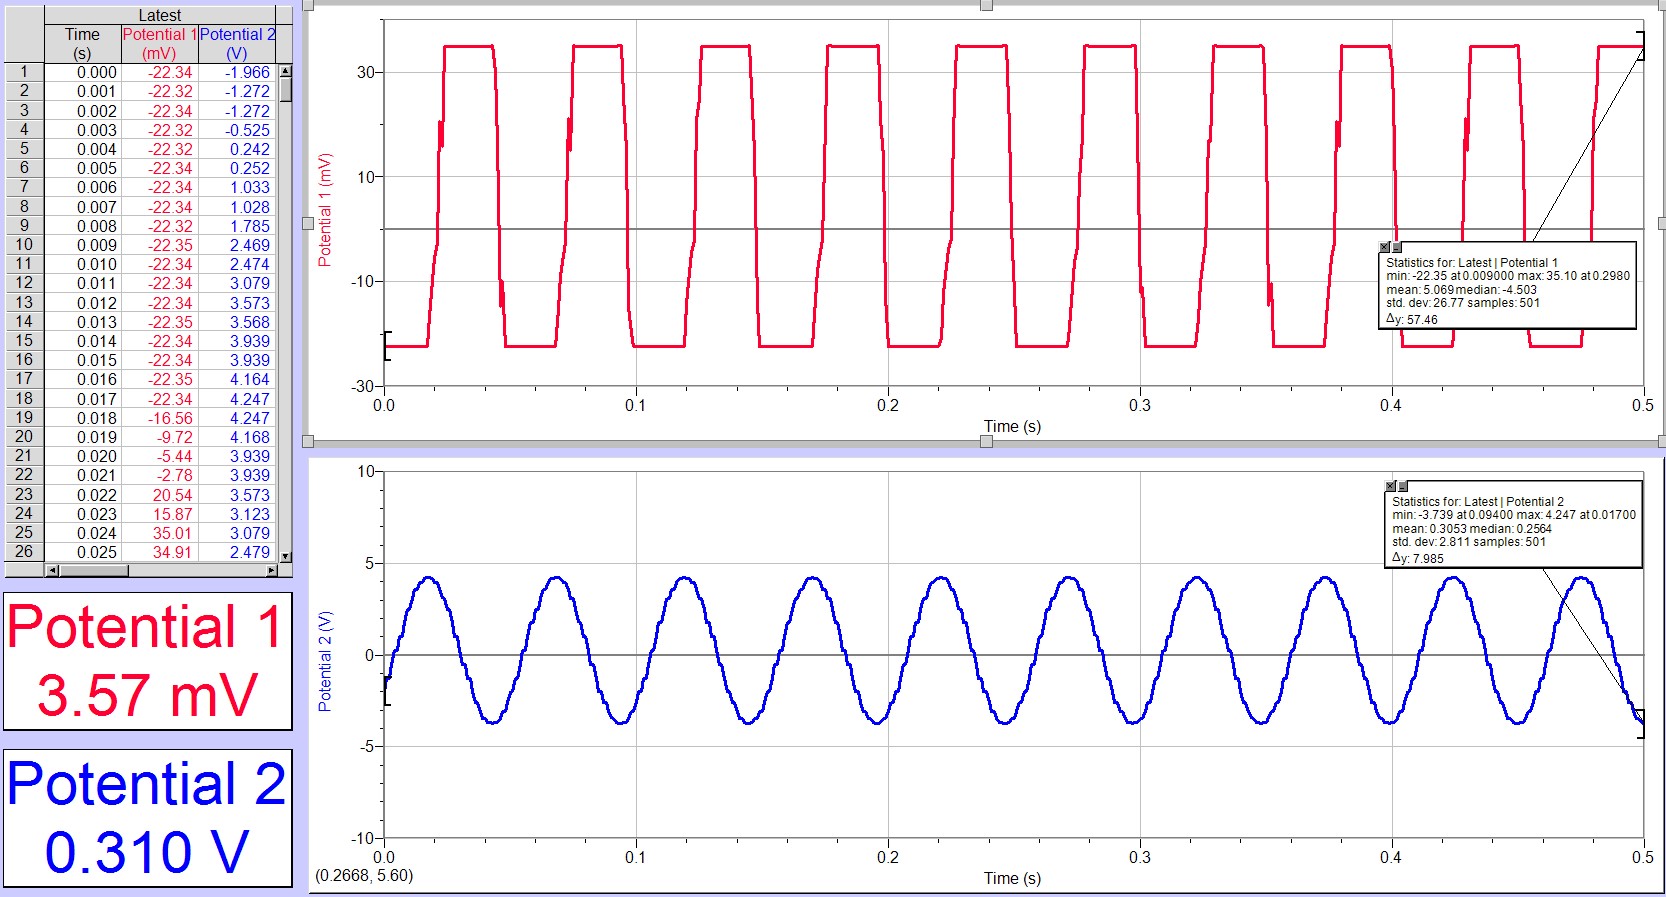 Latest
Time Potential 1 Potential 2
(s) (mV) (V)
1 0.000 -22.34 -1.966
2 0.001 -22.32 -1.272
3 0.002 -22.34 -1.272
4 0.003 -22.32 -0.525
5 0.004 -22.32 0.242
6 0.005 -22.34 0.252
7 0.006 -22.34 1.033
8 0.007 -22.34 1.028
9 0.008 -22.32 1.785
10 0.009 -22.35 2.469
11 0.010 -22.34 2.474
12 0.011 -22.34 3.079
13 0.012 -22.34 3.573
14 0.013 -22.35 3.568
15 0.014 -22.34 3.939
16 0.015 -22.34 3.939
17 0.016 -22.35 4.164
18 0.017 -22.34 4.247
19 0.018 -16.56 4.247
20 0.019 -9.72 4.168
21 0.020 -5.44 3.939
22 0.021 -2.78 3.939
23 0.022 20.54 3.573
24 0.023 15.87 3.123
25 0.024 35.01 3.079
26 0.025 34.91 2.479
Potential 1
3.57 mV
Potential 2
0.310 V
Potential 1 (mV)
30
10
-10
-30
0.0 0.1 0.2 0.3 0.4 0.5
Time (s)
Statistics for: Latest | Potential 1
min: -22.35 at 0.009000 max: 35.10 at 0.2980
mean: 5.069 median: -4.503
std. dev: 26.77 samples: 501
Δy: 57.46
Potential 2 (V)
10
5
0
-5
-10
0.0 0.1 0.2 0.3 0.4 0.5
(0.2668, 5.60)
Time (s)
Statistics for: Latest | Potential 2
min: -3.739 at 0.09400 max: 4.247 at 0.01700
mean: 0.3053 median: 0.2564
std. dev: 2.811 samples: 501
Δy: 7.985